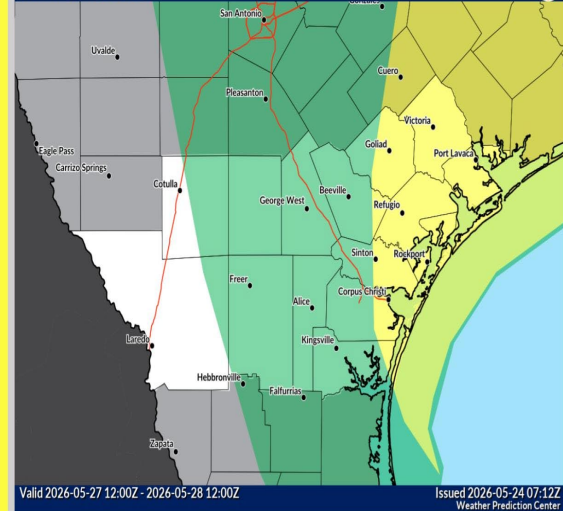 Gonzales
San Antonio
Uvalde
Cuero
Pleasanton
Victoria
Goliad
Eagle Pass
Port Lavaca
Carrizo Springs
Cotulla
Beeville
George West
Refugio
Sinton
Rockport
Freer
Corpus Christi
Alice
Laredo
Kingsville
Hebbronville
Falfurrias
Zapata
Valid 2026-05-27 12:00Z - 2026-05-28 12:00Z
Issued 2026-05-24 07:12Z
Weather Prediction Center